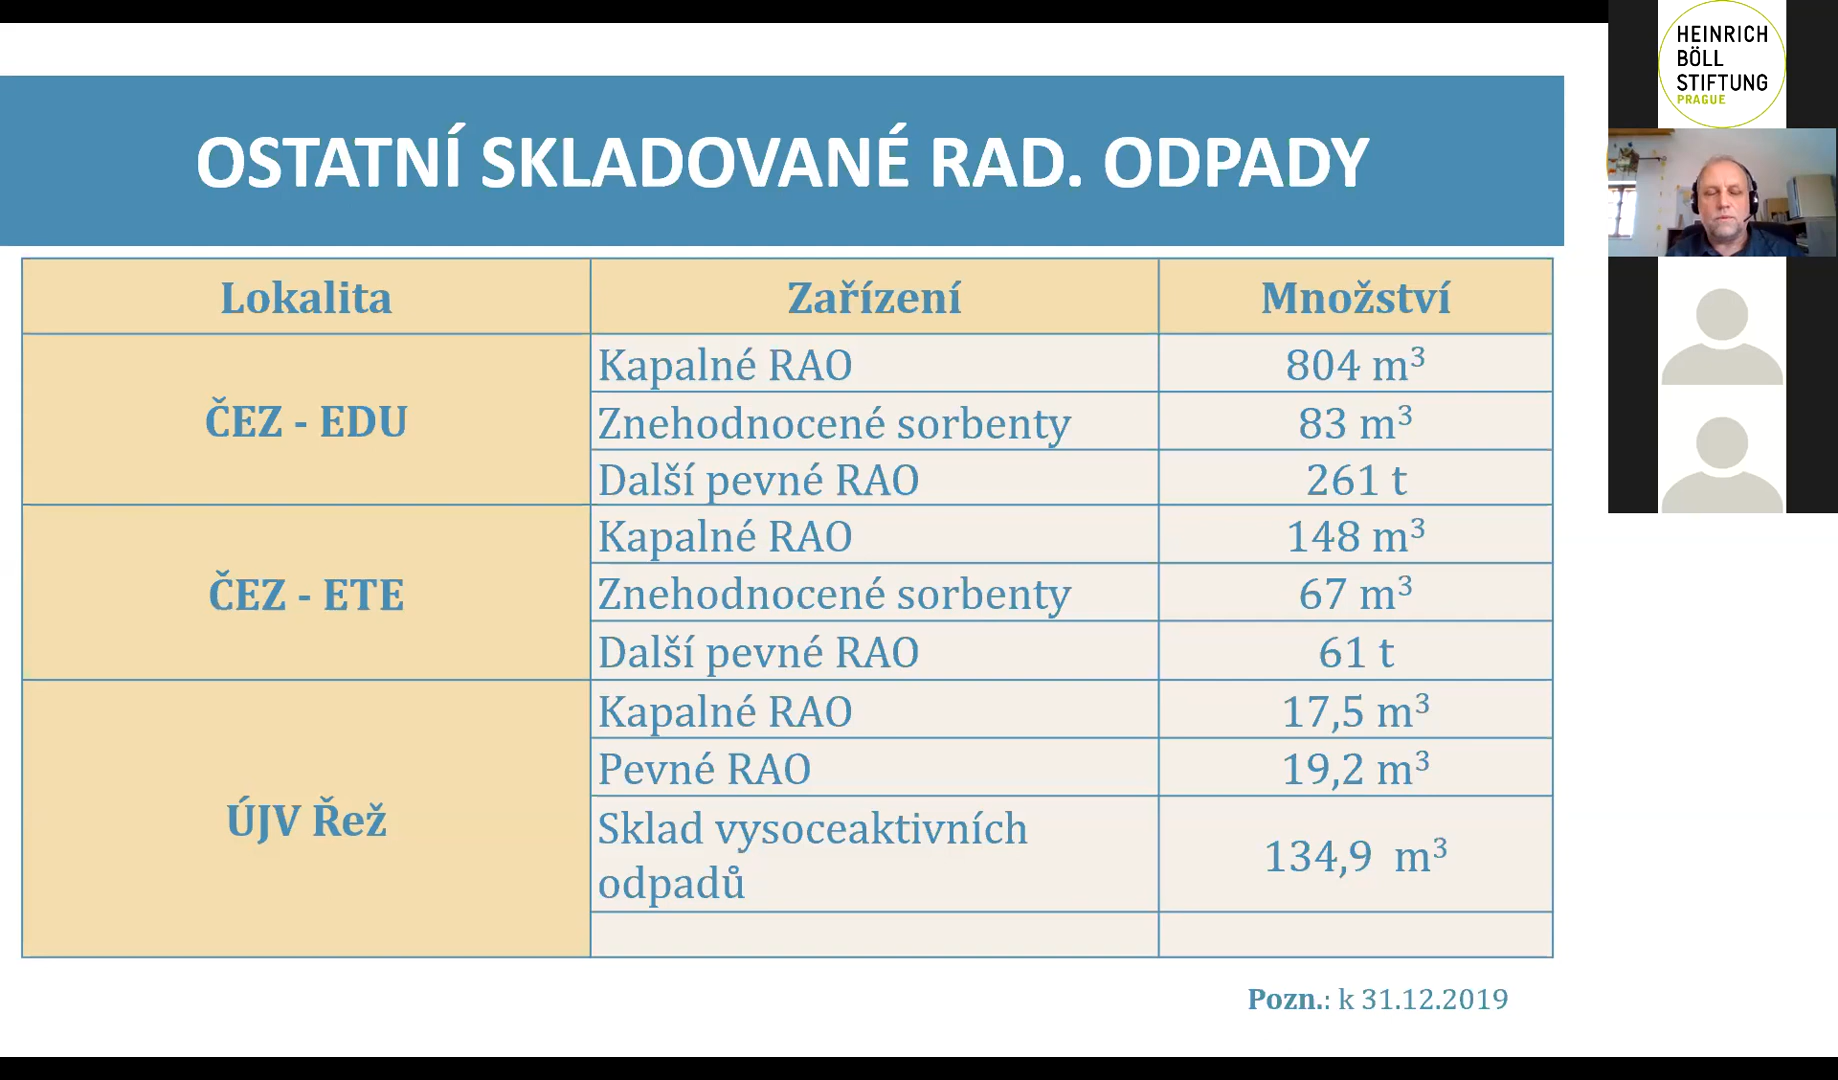 OSTATNÍ SKLADOVANÉ RAD. ODPADY
Lokalita Zařízení Množství
ČEZ - EDU
Kapalné RAO 804 m³
Znehodnocené sorbenty 83 m³
Další pevné RAO 261 t
ČEZ - ETE
Kapalné RAO 148 m³
Znehodnocené sorbenty 67 m³
Další pevné RAO 61 t
ÚJV Řež
Kapalné RAO 17,5 m³
Pevné RAO 19,2 m³
Sklad vysoceaktivních
odpadů 134,9 m³
Pozn.: k 31.12.2019
HEINRICH
BÖLL
STIFTUNG
PRAGUE